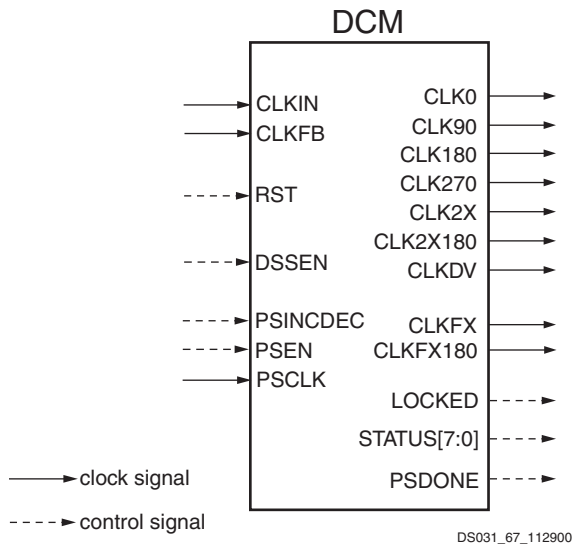 DCM
CLKIN
CLKFB
RST
DSSEN
PSINCDEC
PSEN
PSCLK
CLK0
CLK90
CLK180
CLK270
CLK2X
CLK2X180
CLKDV
CLKFX
CLKFX180
LOCKED
STATUS[7:0]
PSDONE
clock signal
control signal
DS031_67_112900